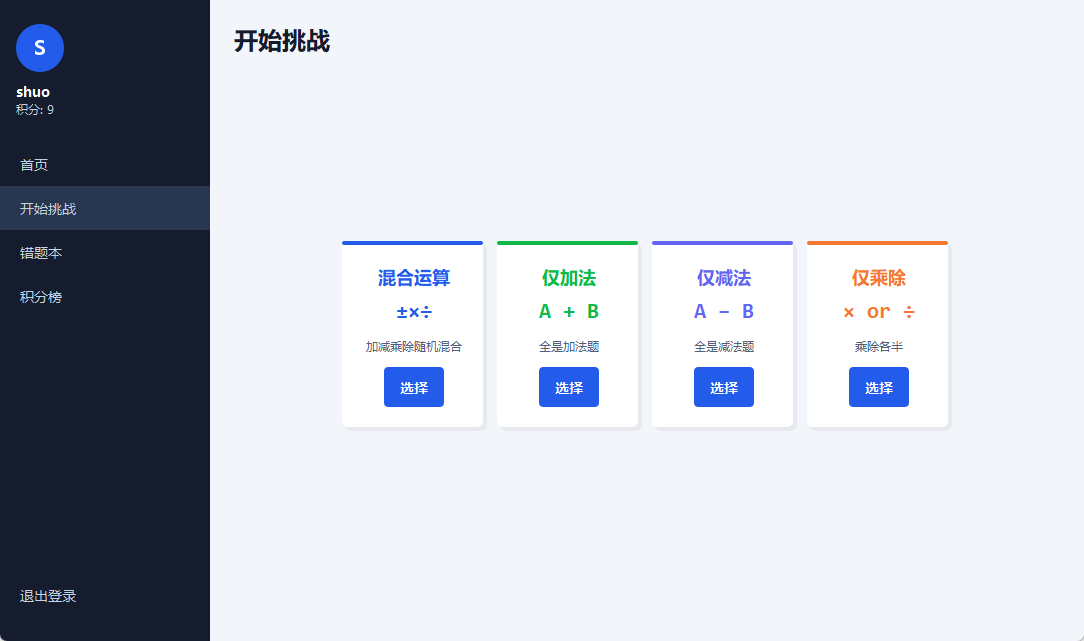 S
shuo
积分: 9
首页
开始挑战
错题本
积分榜
退出登录
开始挑战
混合运算
±×÷
加减乘除随机混合
选择
仅加法
A + B
全是加法题
选择
仅减法
A − B
全是减法题
选择
仅乘除
× or ÷
乘除各半
选择